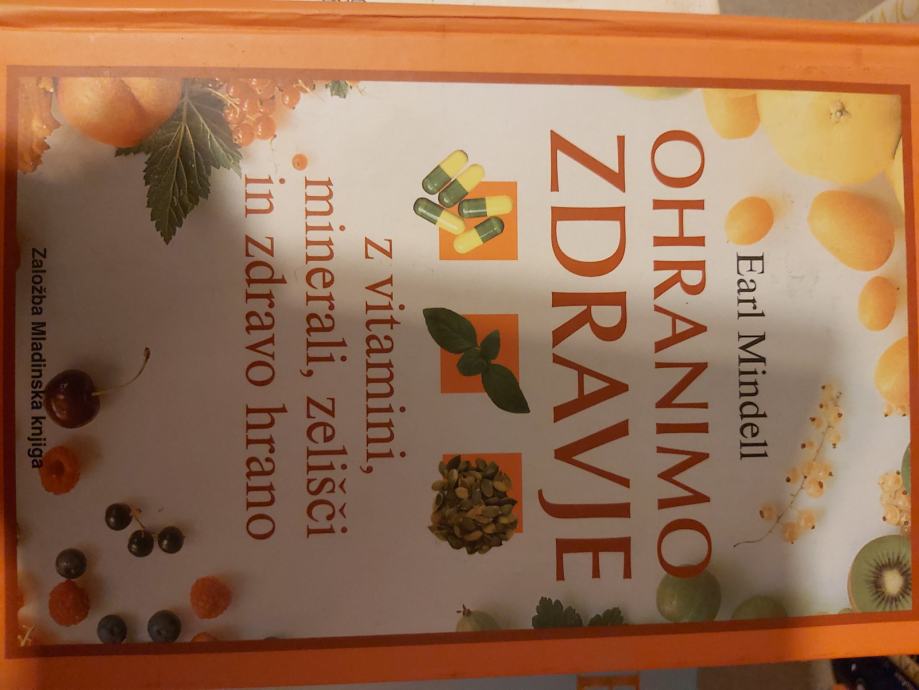 Earl Mindell
OHRANIMO
ZDRAVJE
z vitamini,
minerali, zelišči
in zdravo hrano
Založba Mladinska knjiga